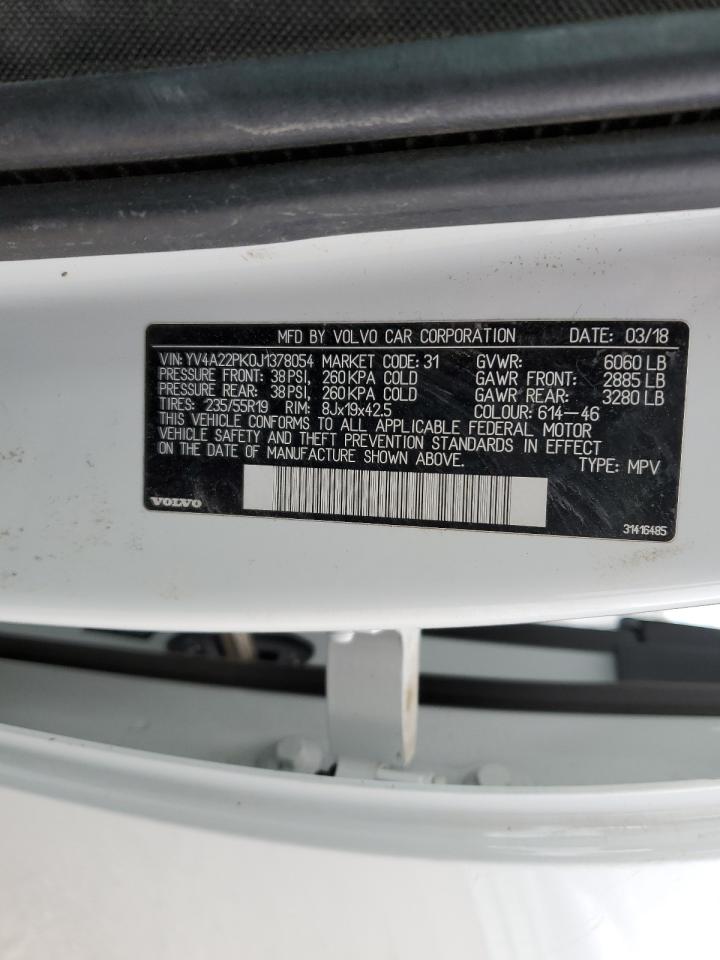 MFD BY VOLVO CAR CORPORATION DATE: 03/18
VIN: YV4A22PK0J1378054 MARKET CODE: 31 GVWR: 6060 LB
PRESSURE FRONT: 38 PSI, 260 KPA COLD GAWR FRONT: 2885 LB
PRESSURE REAR: 38 PSI, 260 KPA COLD GAWR REAR: 3280 LB
TIRES: 235/55R19 RIM: 8Jx19x42.5 COLOUR: 614-46
THIS VEHICLE CONFORMS TO ALL APPLICABLE FEDERAL MOTOR
VEHICLE SAFETY AND THEFT PREVENTION STANDARDS IN EFFECT
ON THE DATE OF MANUFACTURE SHOWN ABOVE. TYPE: MPV
VOLVO
31416485